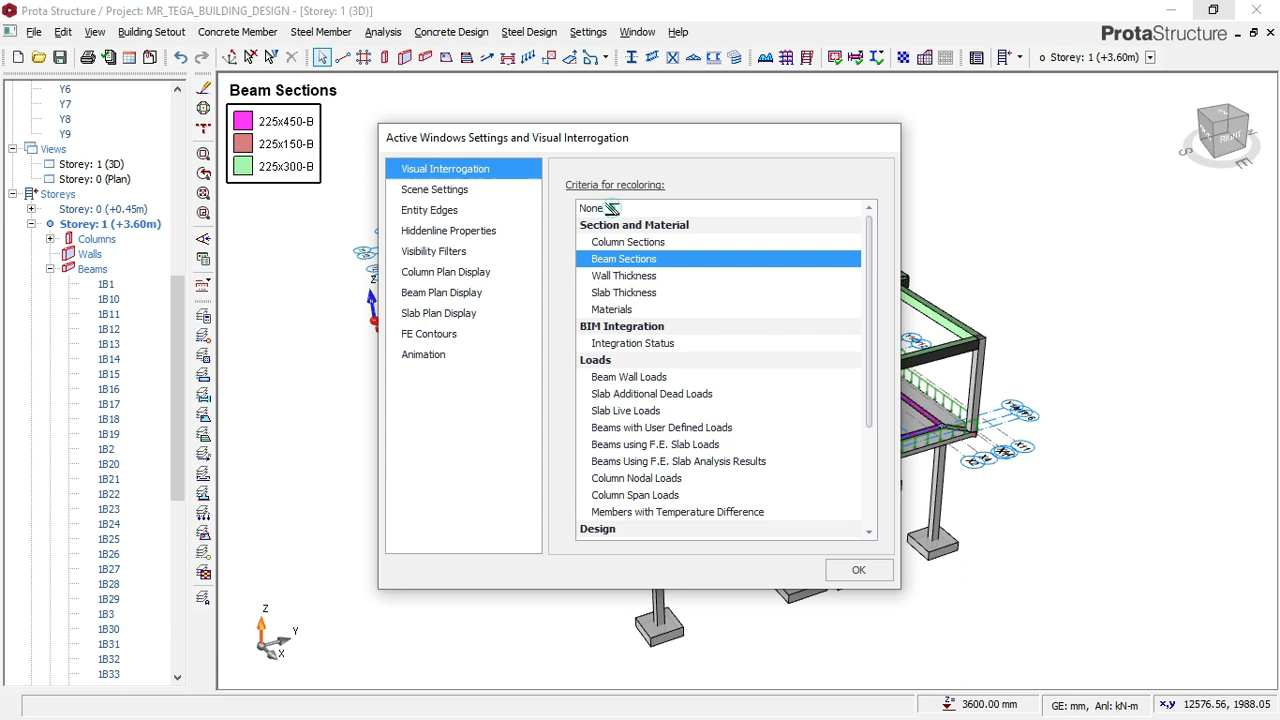 Prota Structure / Project: MR_TEGA_BUILDING_DESIGN - [Storey: 1 (3D)]
File Edit View Building Setout Concrete Member Steel Member Analysis Concrete Design Steel Design Settings Window Help
ProtaStructure
Storey: 1 (+3.60m)
Y6
Y7
Y8
Y9
Views
Storey: 1 (3D)
Storey: 0 (Plan)
Storeys
Storey: 0 (+0.45m)
Storey: 1 (+3.60m)
Columns
Walls
Beams
1B1
1B10
1B11
1B12
1B13
1B14
1B15
1B16
1B17
1B18
1B19
1B2
1B20
1B21
1B22
1B23
1B24
1B25
1B26
1B27
1B28
1B29
1B3
1B30
1B31
1B32
1B33
Beam Sections
225x450-B
225x150-B
225x300-B
Active Windows Settings and Visual Interrogation
Visual Interrogation
Scene Settings
Entity Edges
Hiddenline Properties
Visibility Filters
Column Plan Display
Beam Plan Display
Slab Plan Display
FE Contours
Animation
Criteria for recoloring:
None
Section and Material
Column Sections
Beam Sections
Wall Thickness
Slab Thickness
Materials
BIM Integration
Integration Status
Loads
Beam Wall Loads
Slab Additional Dead Loads
Slab Live Loads
Beams with User Defined Loads
Beams using F.E. Slab Loads
Beams Using F.E. Slab Analysis Results
Column Nodal Loads
Column Span Loads
Members with Temperature Difference
Design
OK
RIGHT
S
E
Z
Y
X
Z= 3600.00 mm
GE: mm, Anl: kN-m
x,y 12576.56, 1988.05